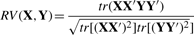 RV(X,Y) = tr(XX′YY′) / √tr[(XX′)²]tr[(YY′)²]